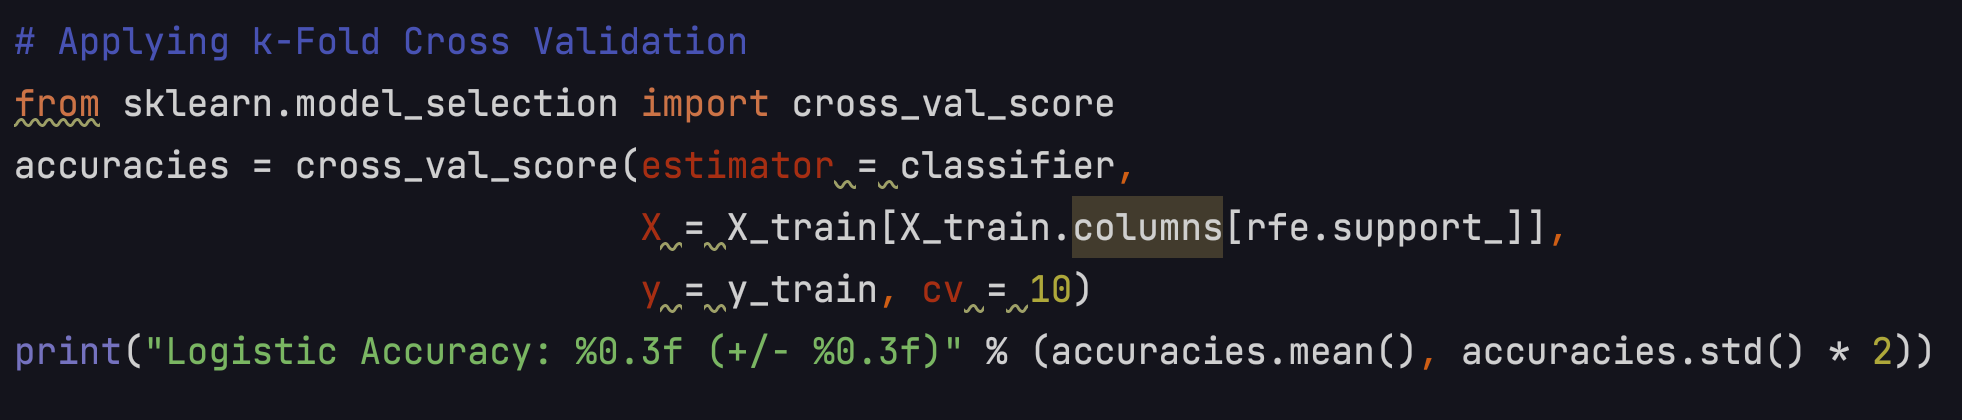 # Applying k-Fold Cross Validation
from sklearn.model_selection import cross_val_score
accuracies = cross_val_score(estimator = classifier,
                             X = X_train[X_train.columns[rfe.support_]],
                             y = y_train, cv = 10)
print("Logistic Accuracy: %0.3f (+/- %0.3f)" % (accuracies.mean(), accuracies.std() * 2))